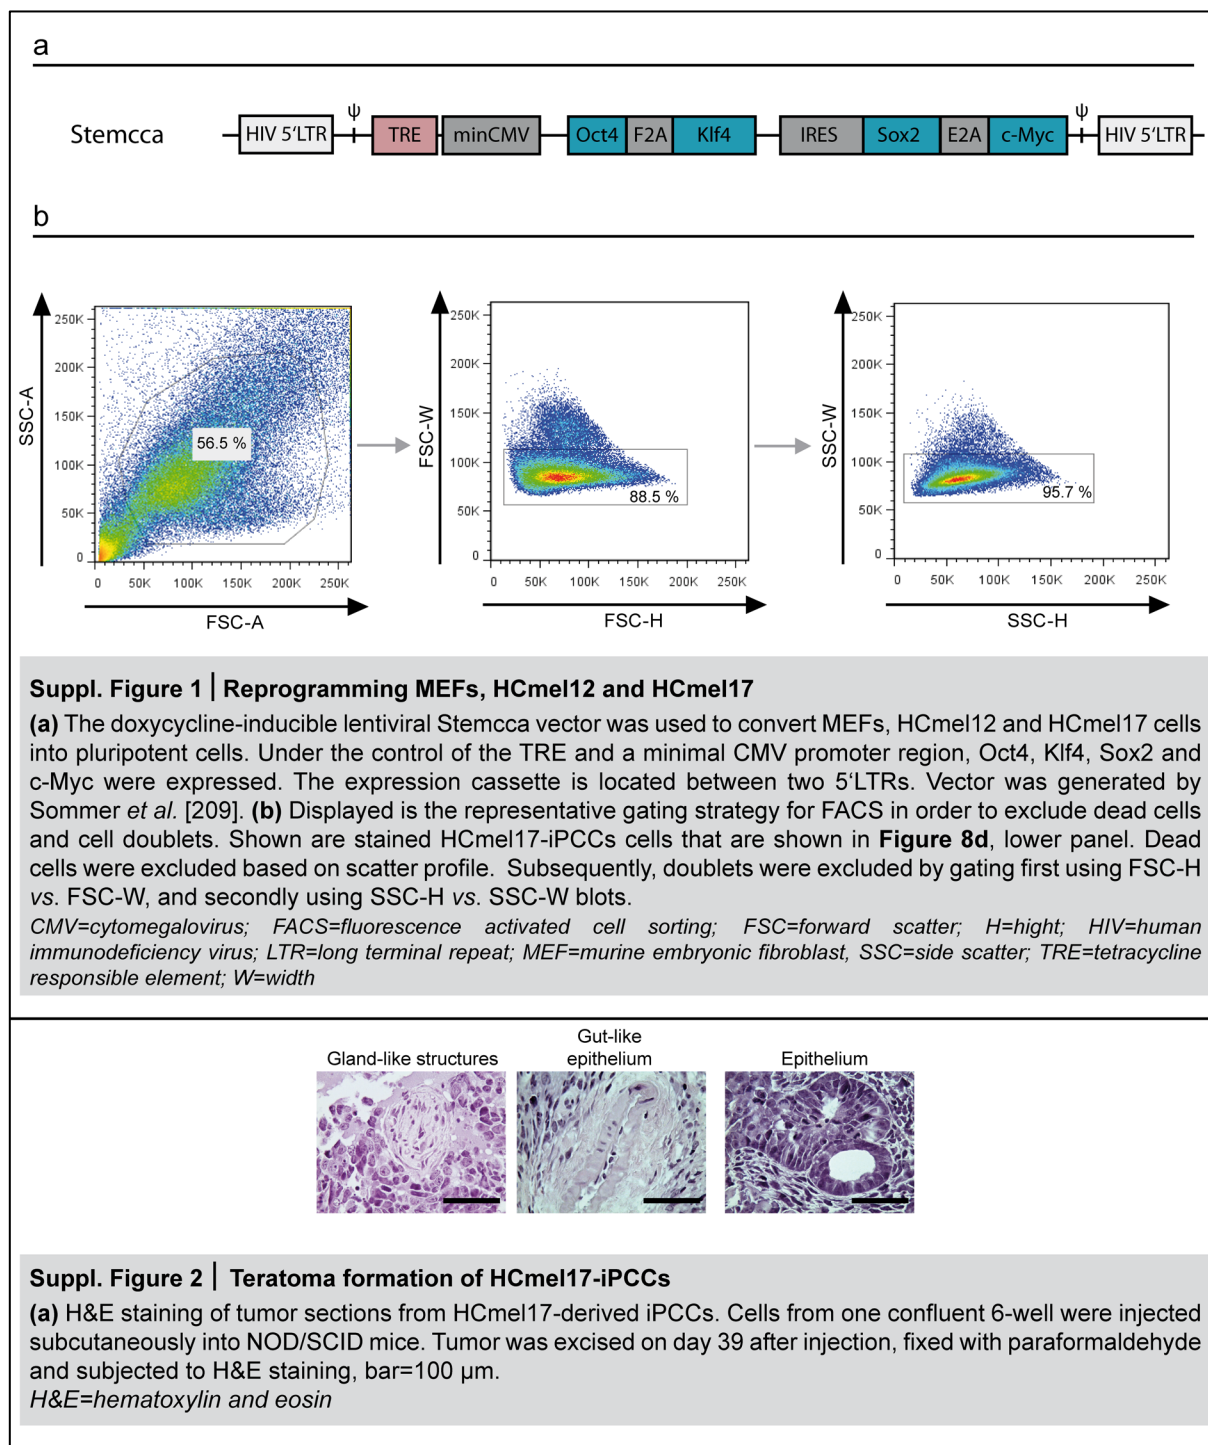 a
Stemcca
HIV 5'LTR
ψ
TRE
minCMV
Oct4
F2A
Klf4
IRES
Sox2
E2A
c-Myc
ψ
HIV 5'LTR
b
SSC-A
250K
200K
150K
100K
50K
0
56.5 %
0 50K 100K 150K 200K 250K
FSC-A
FSC-W
250K
200K
150K
100K
50K
0
88.5 %
0 50K 100K 150K 200K 250K
FSC-H
SSC-W
250K
200K
150K
100K
50K
0
95.7 %
0 50K 100K 150K 200K 250K
SSC-H
Suppl. Figure 1 | Reprogramming MEFs, HCmel12 and HCmel17
(a) The doxycycline-inducible lentiviral Stemcca vector was used to convert MEFs, HCmel12 and HCmel17 cells
into pluripotent cells. Under the control of the TRE and a minimal CMV promoter region, Oct4, Klf4, Sox2 and
c-Myc were expressed. The expression cassette is located between two 5'LTRs. Vector was generated by
Sommer et al. [209]. (b) Displayed is the representative gating strategy for FACS in order to exclude dead cells
and cell doublets. Shown are stained HCmel17-iPCCs cells that are shown in Figure 8d, lower panel. Dead
cells were excluded based on scatter profile. Subsequently, doublets were excluded by gating first using FSC-H
vs. FSC-W, and secondly using SSC-H vs. SSC-W blots.
CMV=cytomegalovirus; FACS=fluorescence activated cell sorting; FSC=forward scatter; H=hight; HIV=human
immunodeficiency virus; LTR=long terminal repeat; MEF=murine embryonic fibroblast, SSC=side scatter; TRE=tetracycline
responsible element; W=width
Gland-like structures
Gut-like
epithelium
Epithelium
Suppl. Figure 2 | Teratoma formation of HCmel17-iPCCs
(a) H&E staining of tumor sections from HCmel17-derived iPCCs. Cells from one confluent 6-well were injected
subcutaneously into NOD/SCID mice. Tumor was excised on day 39 after injection, fixed with paraformaldehyde
and subjected to H&E staining, bar=100 µm.
H&E=hematoxylin and eosin